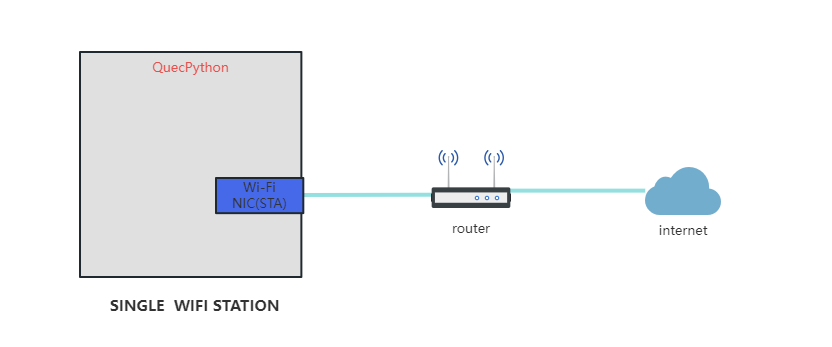 QuecPython
Wi-Fi
NIC(STA)
router
internet
SINGLE WIFI STATION